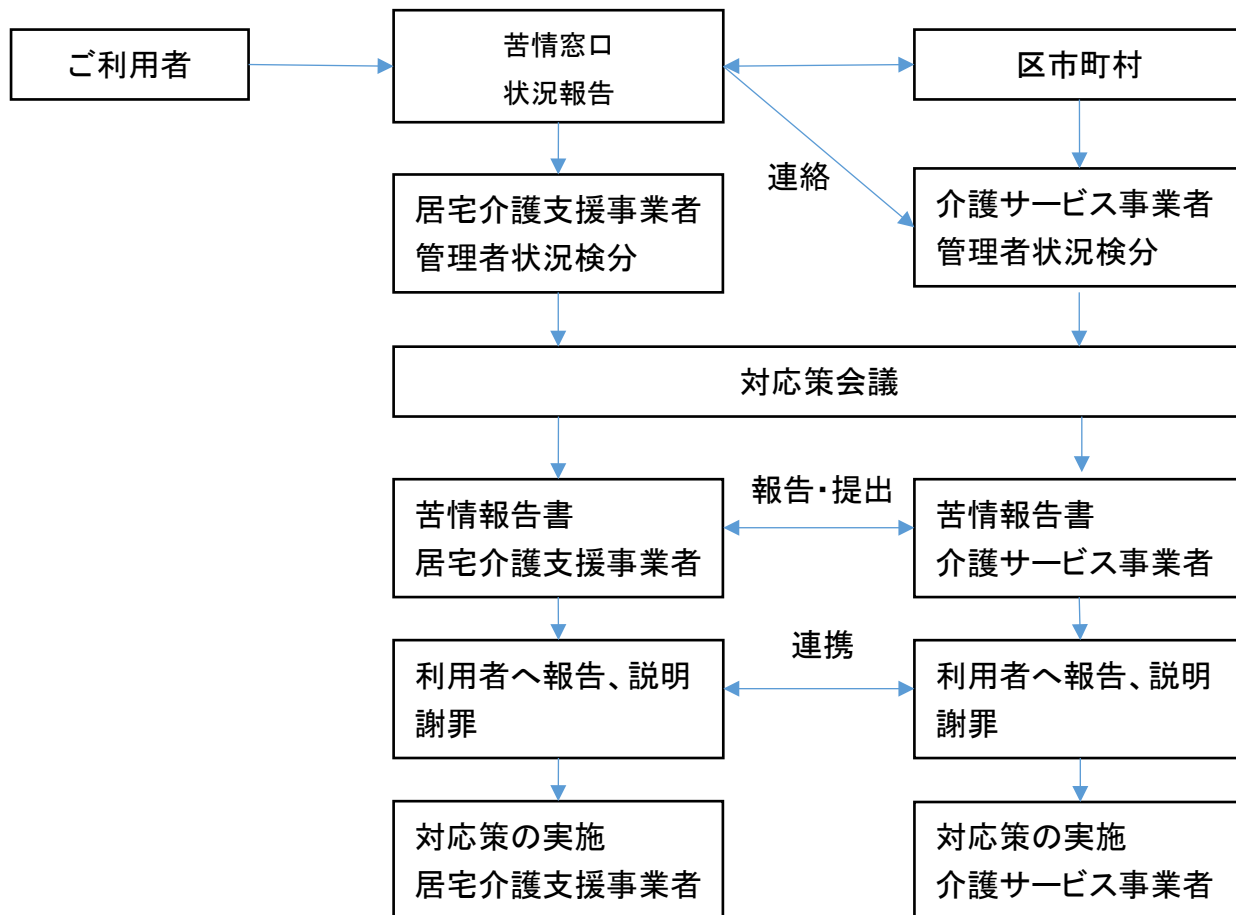 ご利用者
苦情窓口
状況報告
区市町村
連絡
居宅介護支援事業者
管理者状況検分
介護サービス事業者
管理者状況検分
対応策会議
報告・提出
苦情報告書
居宅介護支援事業者
苦情報告書
介護サービス事業者
連携
利用者へ報告、説明
謝罪
利用者へ報告、説明
謝罪
対応策の実施
居宅介護支援事業者
対応策の実施
介護サービス事業者